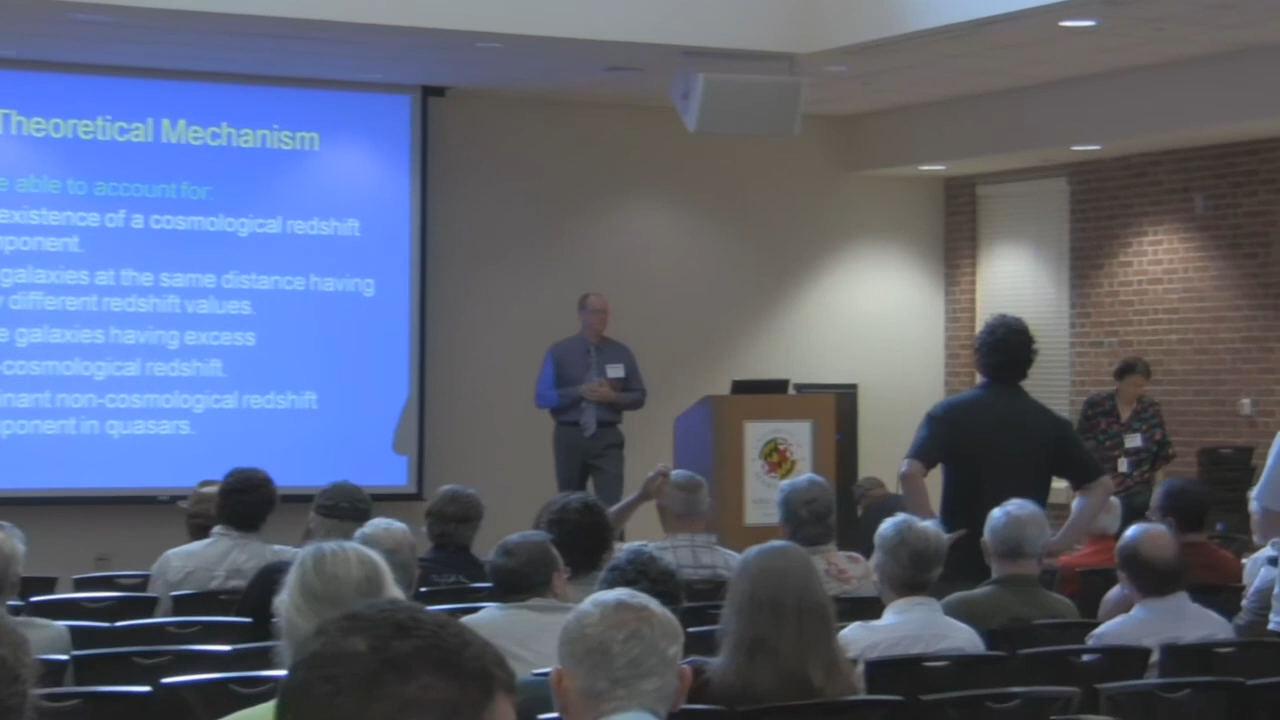 Theoretical Mechanism
e able to account for:
existence of a cosmological redshift
ponent.
galaxies at the same distance having
y different redshift values.
e galaxies having excess
-cosmological redshift.
inant non-cosmological redshift
ponent in quasars.